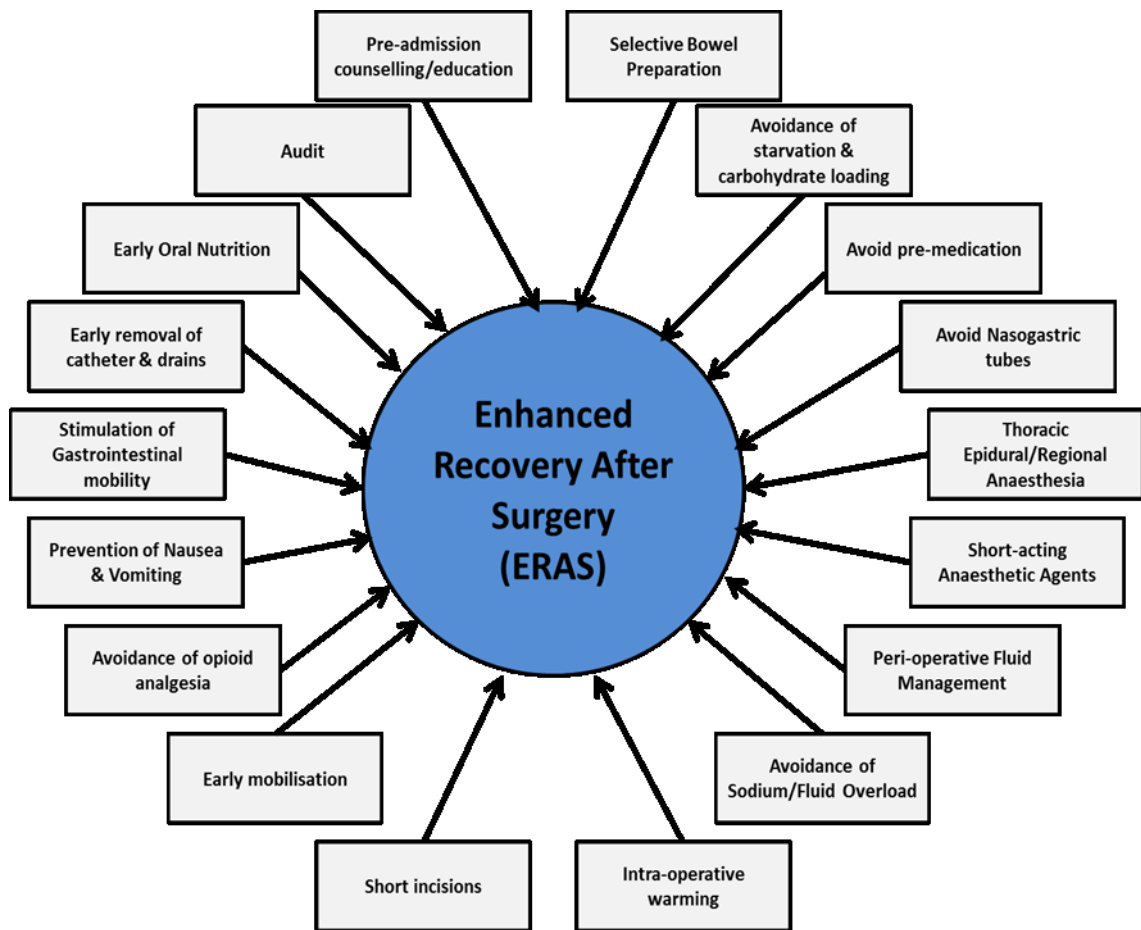 Pre-admission
counselling/education
Selective Bowel
Preparation
Avoidance of
starvation &
carbohydrate loading
Avoid pre-medication
Avoid Nasogastric
tubes
Thoracic
Epidural/Regional
Anaesthesia
Short-acting
Anaesthetic Agents
Peri-operative Fluid
Management
Avoidance of
Sodium/Fluid Overload
Intra-operative
warming
Short incisions
Early mobilisation
Avoidance of opioid
analgesia
Prevention of Nausea
& Vomiting
Stimulation of
Gastrointestinal
mobility
Early removal of
catheter & drains
Early Oral Nutrition
Audit
Enhanced
Recovery After
Surgery
(ERAS)